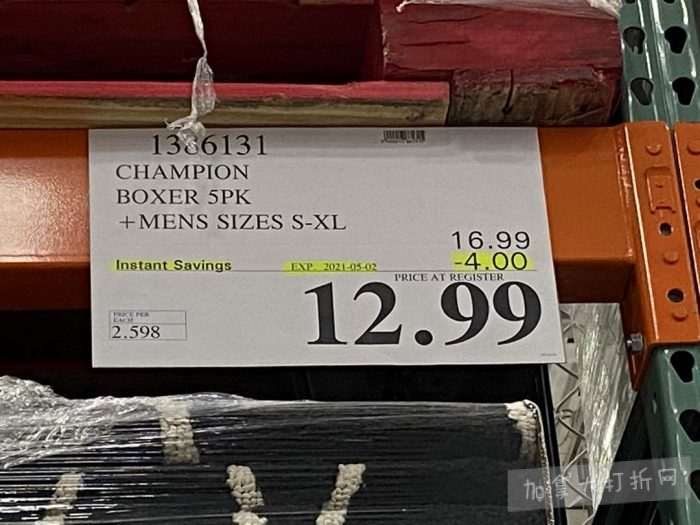 1386131
CHAMPION
BOXER 5PK
+MENS SIZES S-XL
16.99
Instant Savings EXP. 2021-05-02 -4.00
PRICE AT REGISTER
12.99
PRICE PER
EACH
2.598
加拿大打折网